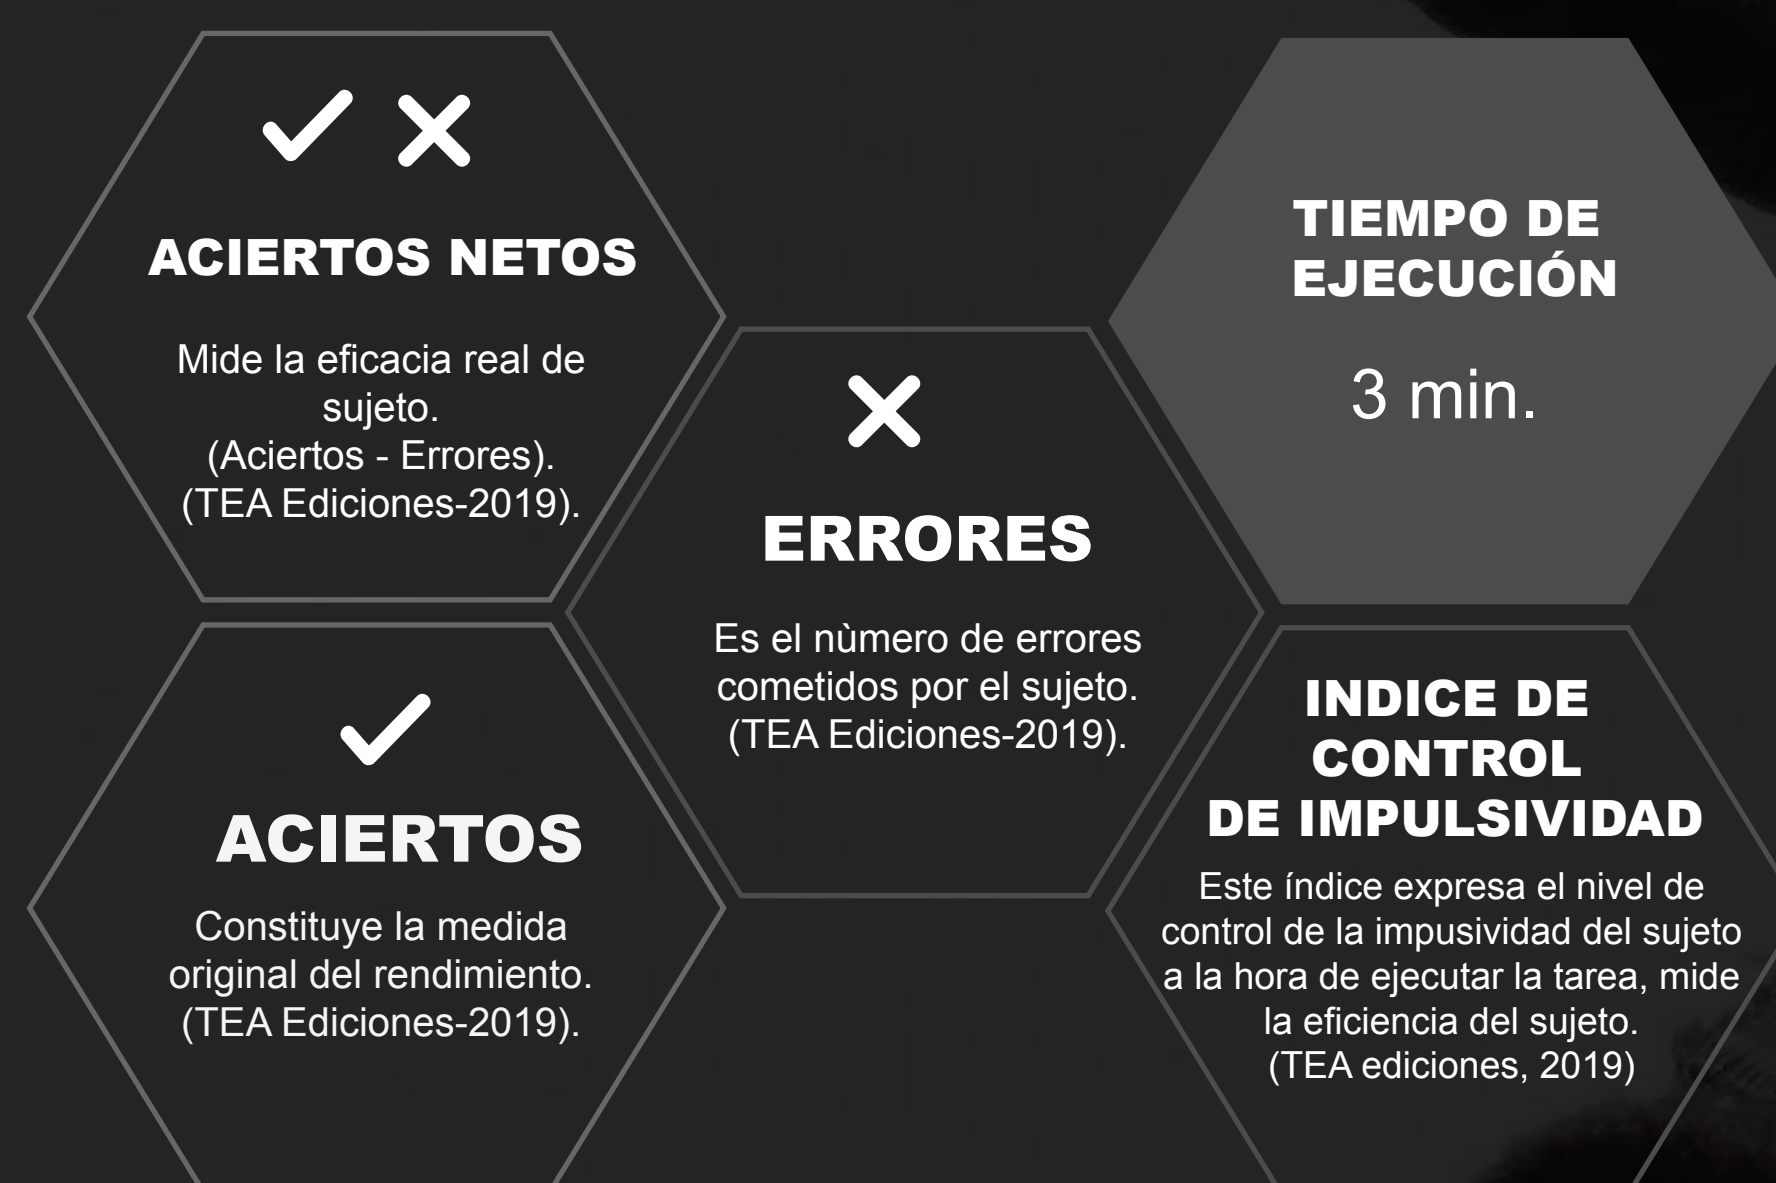 ACIERTOS NETOS
Mide la eficacia real de
sujeto.
(Aciertos - Errores).
(TEA Ediciones-2019).
ACIERTOS
Constituye la medida
original del rendimiento.
(TEA Ediciones-2019).
ERRORES
Es el nùmero de errores
cometidos por el sujeto.
(TEA Ediciones-2019).
TIEMPO DE
EJECUCIÓN
3 min.
INDICE DE
CONTROL
DE IMPULSIVIDAD
Este índice expresa el nivel de
control de la impusividad del sujeto
a la hora de ejecutar la tarea, mide
la eficiencia del sujeto.
(TEA ediciones, 2019)